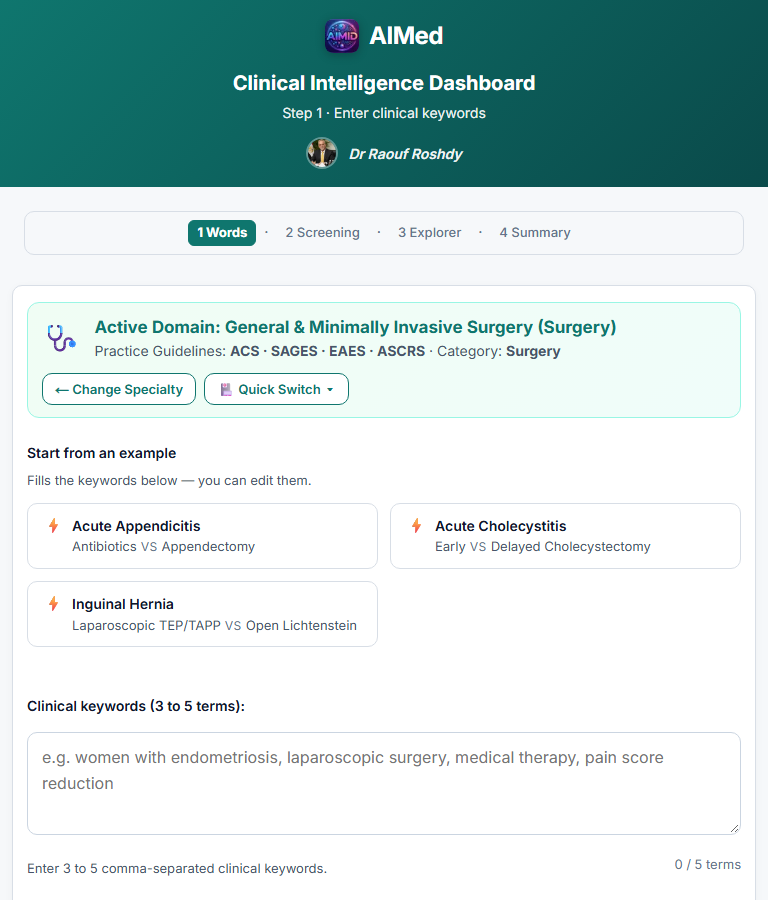 AIMID
AIMed
Clinical Intelligence Dashboard
Step 1 · Enter clinical keywords
Dr Raouf Roshdy
1 Words · 2 Screening · 3 Explorer · 4 Summary
Active Domain: General & Minimally Invasive Surgery (Surgery)
Practice Guidelines: ACS · SAGES · EAES · ASCRS · Category: Surgery
← Change Specialty
Quick Switch
Start from an example
Fills the keywords below — you can edit them.
Acute Appendicitis
Antibiotics VS Appendectomy
Acute Cholecystitis
Early VS Delayed Cholecystectomy
Inguinal Hernia
Laparoscopic TEP/TAPP VS Open Lichtenstein
Clinical keywords (3 to 5 terms):
e.g. women with endometriosis, laparoscopic surgery, medical therapy, pain score
reduction
Enter 3 to 5 comma-separated clinical keywords.
0 / 5 terms